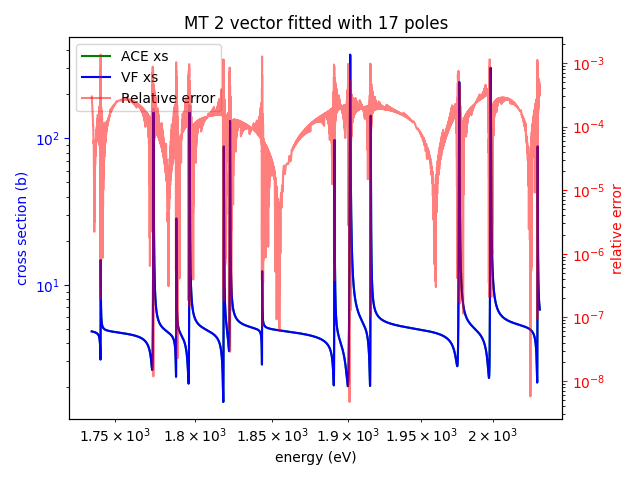 MT 2 vector fitted with 17 poles
ACE xs
VF xs
Relative error
cross section (b)
10²
10¹
relative error
10⁻³
10⁻⁴
10⁻⁵
10⁻⁶
10⁻⁷
10⁻⁸
1.75 × 10³ 1.8 × 10³ 1.85 × 10³ 1.9 × 10³ 1.95 × 10³ 2 × 10³
energy (eV)